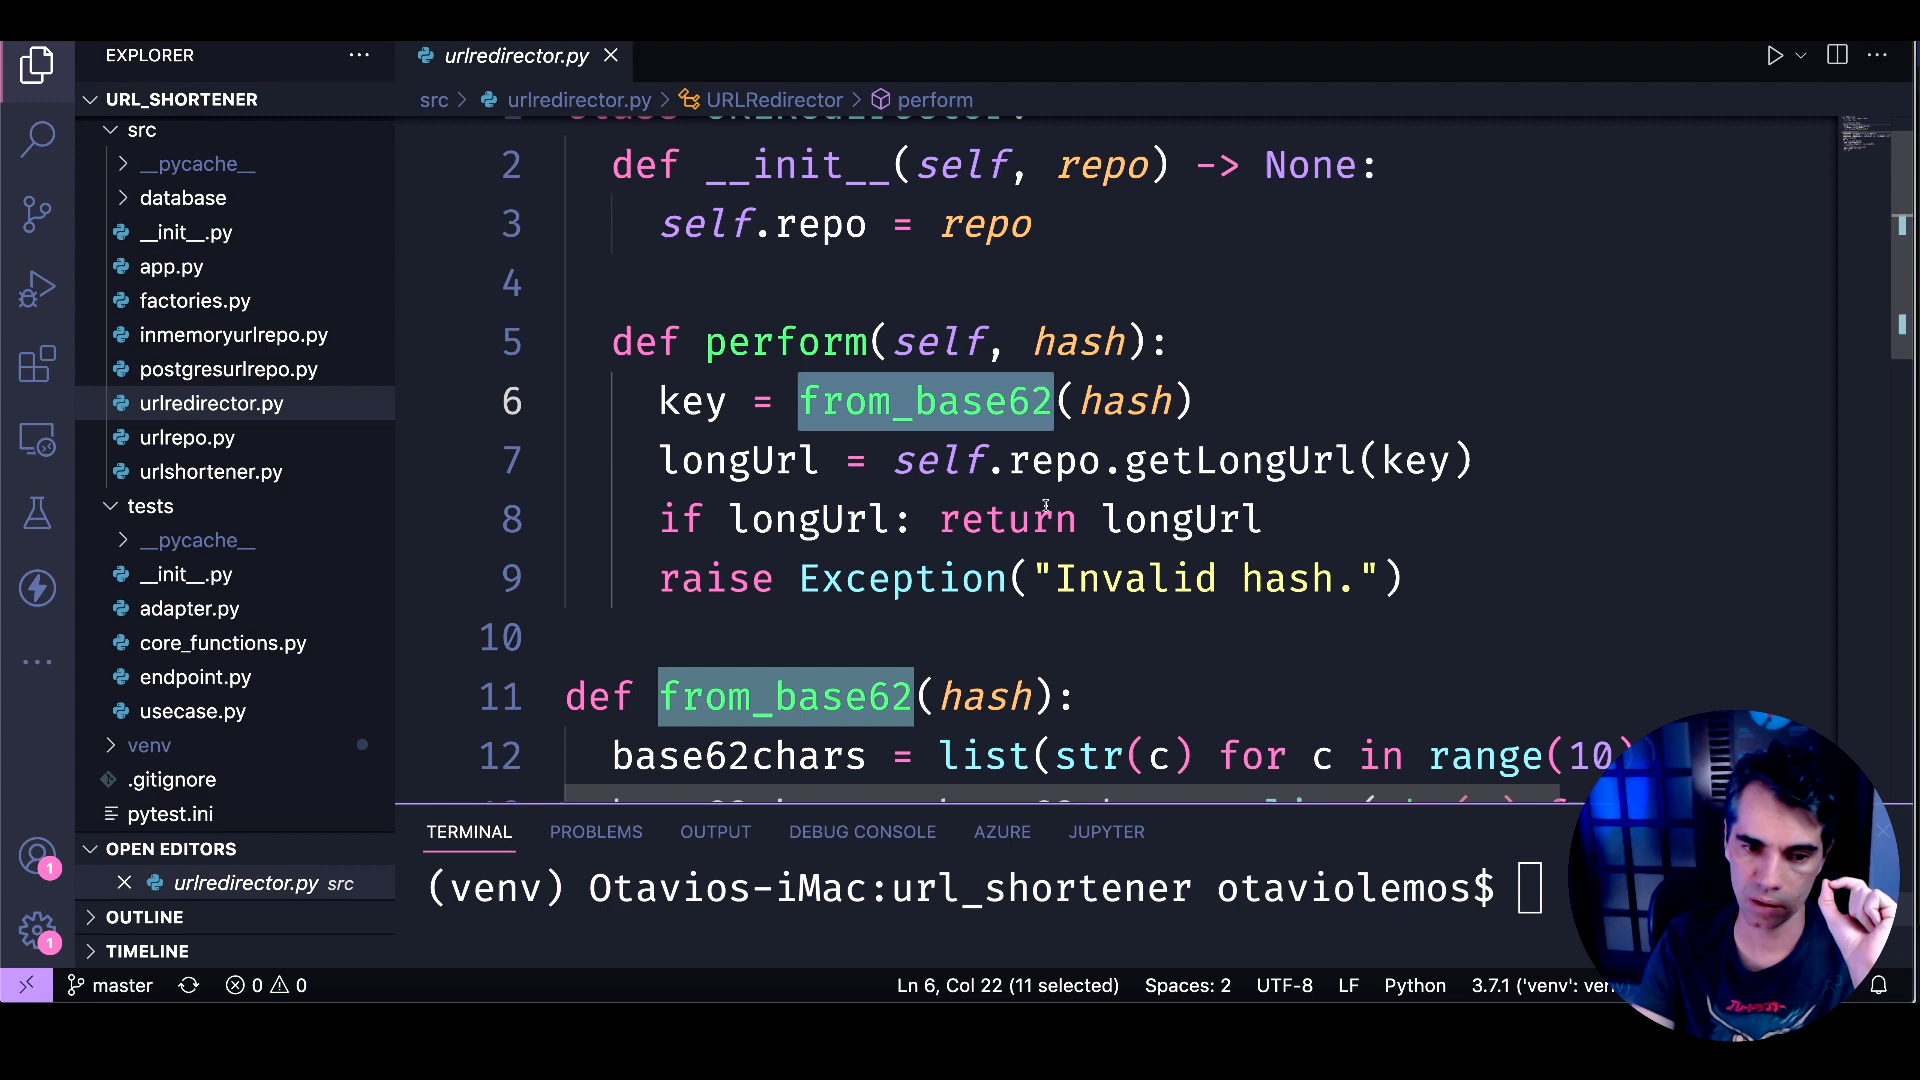 EXPLORER
URL_SHORTENER
src
__pycache__
database
__init__.py
app.py
factories.py
inmemoryurlrepo.py
postgresurlrepo.py
urlredirector.py
urlrepo.py
urlshortener.py
tests
__pycache__
__init__.py
adapter.py
core_functions.py
endpoint.py
usecase.py
venv
.gitignore
pytest.ini
OPEN EDITORS
urlredirector.py src
OUTLINE
TIMELINE
1
1
urlredirector.py
src > urlredirector.py > URLRedirector > perform
2 def __init__(self, repo) -> None:
3 self.repo = repo
4
5 def perform(self, hash):
6 key = from_base62(hash)
7 longUrl = self.repo.getLongUrl(key)
8 if longUrl: return longUrl
9 raise Exception("Invalid hash.")
10
11 def from_base62(hash):
12 base62chars = list(str(c) for c in range(10)
TERMINAL PROBLEMS OUTPUT DEBUG CONSOLE AZURE JUPYTER
(venv) Otavios-iMac:url_shortener otaviolemos$
master 0 0 Ln 6, Col 22 (11 selected) Spaces: 2 UTF-8 LF Python 3.7.1 ('venv':